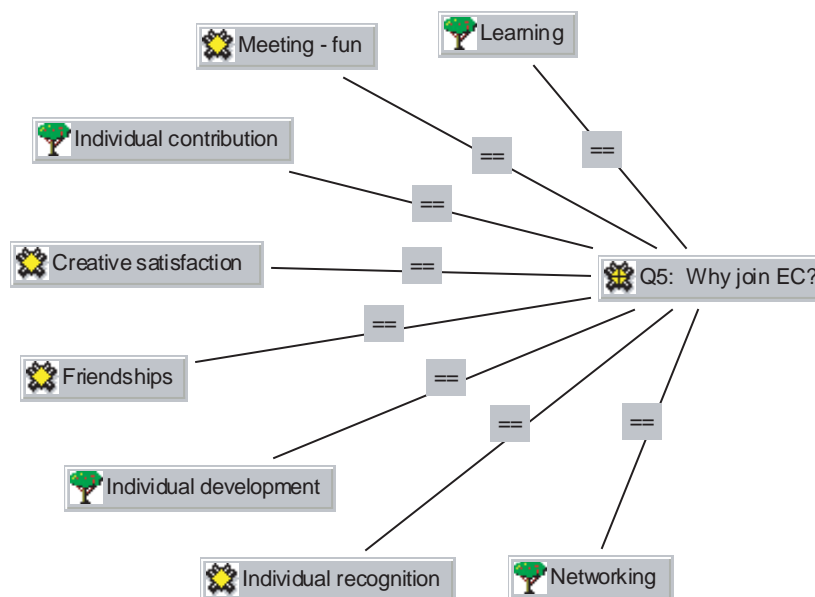 Learning
Meeting - fun
==
==
Individual contribution
==
Creative satisfaction
==
Q5: Why join EC?
==
Friendships
==
==
==
Individual development
Individual recognition
Networking